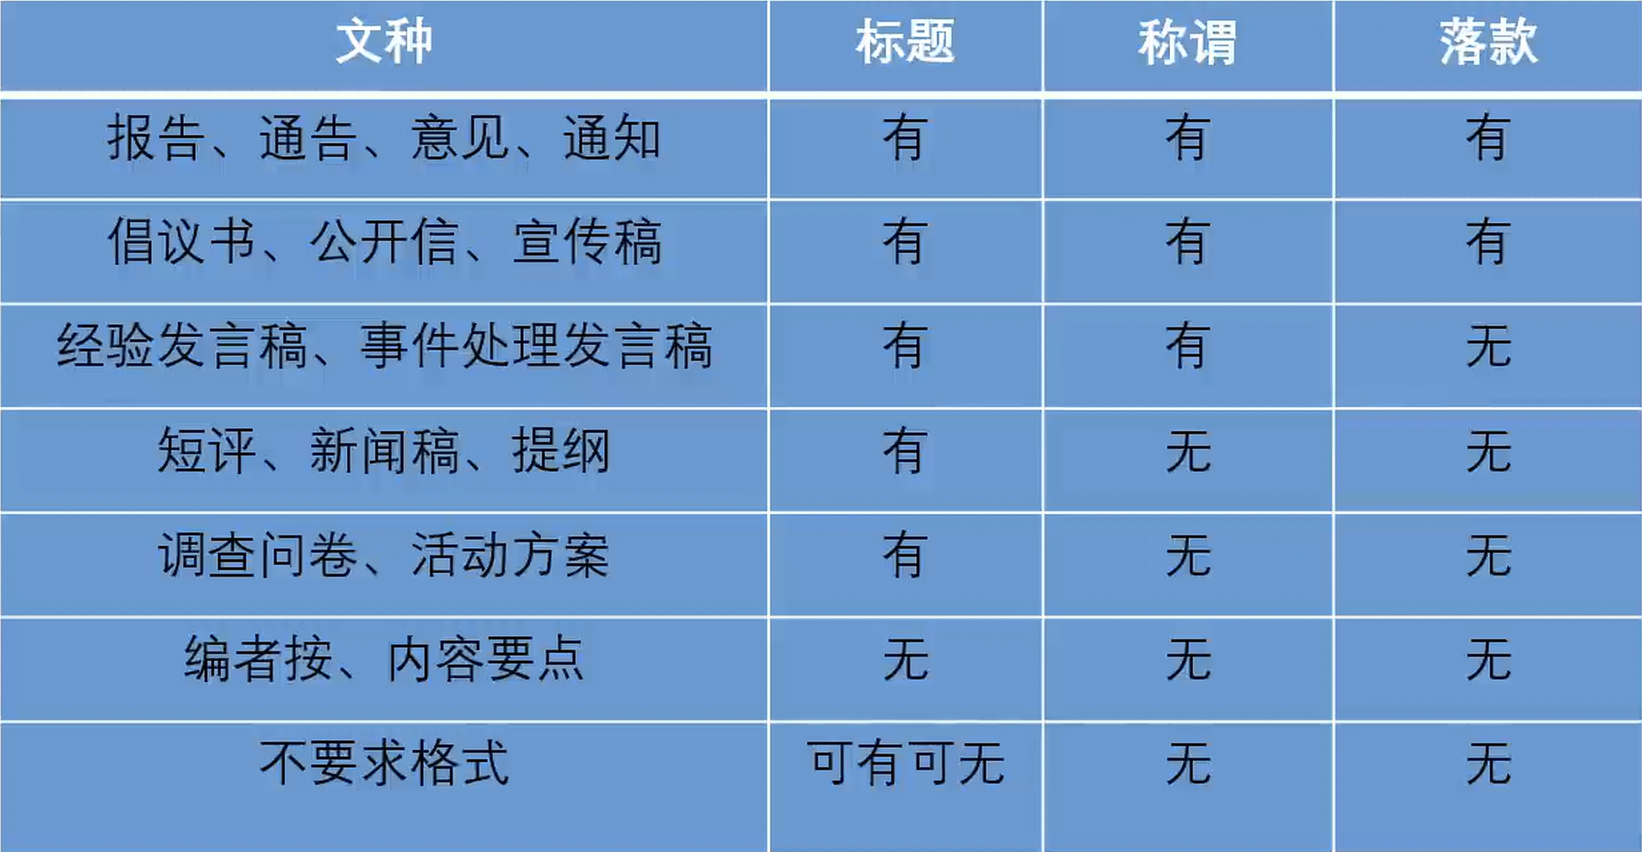 文种 标题 称谓 落款
报告、通告、意见、通知 有 有 有
倡议书、公开信、宣传稿 有 有 有
经验发言稿、事件处理发言稿 有 有 无
短评、新闻稿、提纲 有 无 无
调查问卷、活动方案 有 无 无
编者按、内容要点 无 无 无
不要求格式 可有可无 无 无